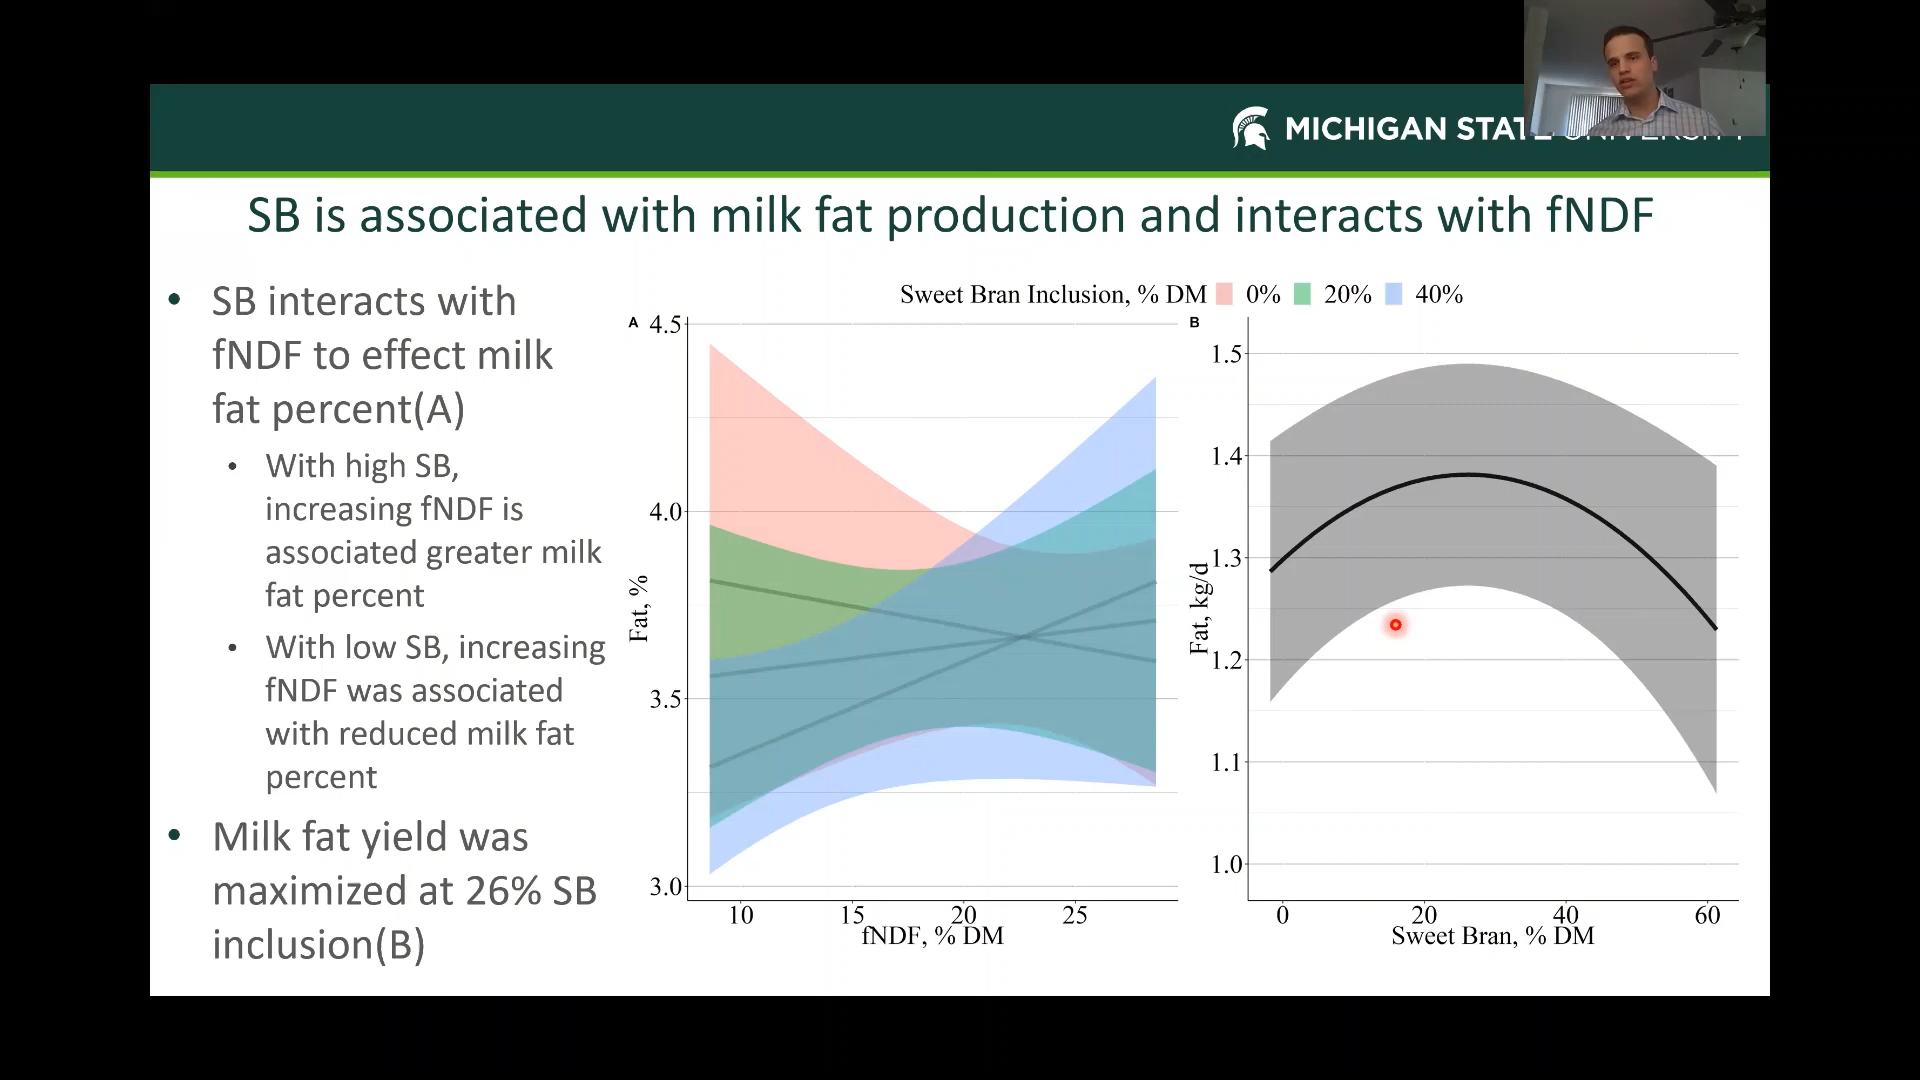 MICHIGAN STATE
SB is associated with milk fat production and interacts with fNDF
• SB interacts with
fNDF to effect milk
fat percent(A)
• With high SB,
increasing fNDF is
associated greater milk
fat percent
• With low SB, increasing
fNDF was associated
with reduced milk fat
percent
• Milk fat yield was
maximized at 26% SB
inclusion(B)
Sweet Bran Inclusion, % DM 0% 20% 40%
A
4.5
4.0
3.5
3.0
Fat, %
10 15 20 25
fNDF, % DM
B
1.5
1.4
1.3
1.2
1.1
1.0
Fat, kg/d
0 20 40 60
Sweet Bran, % DM